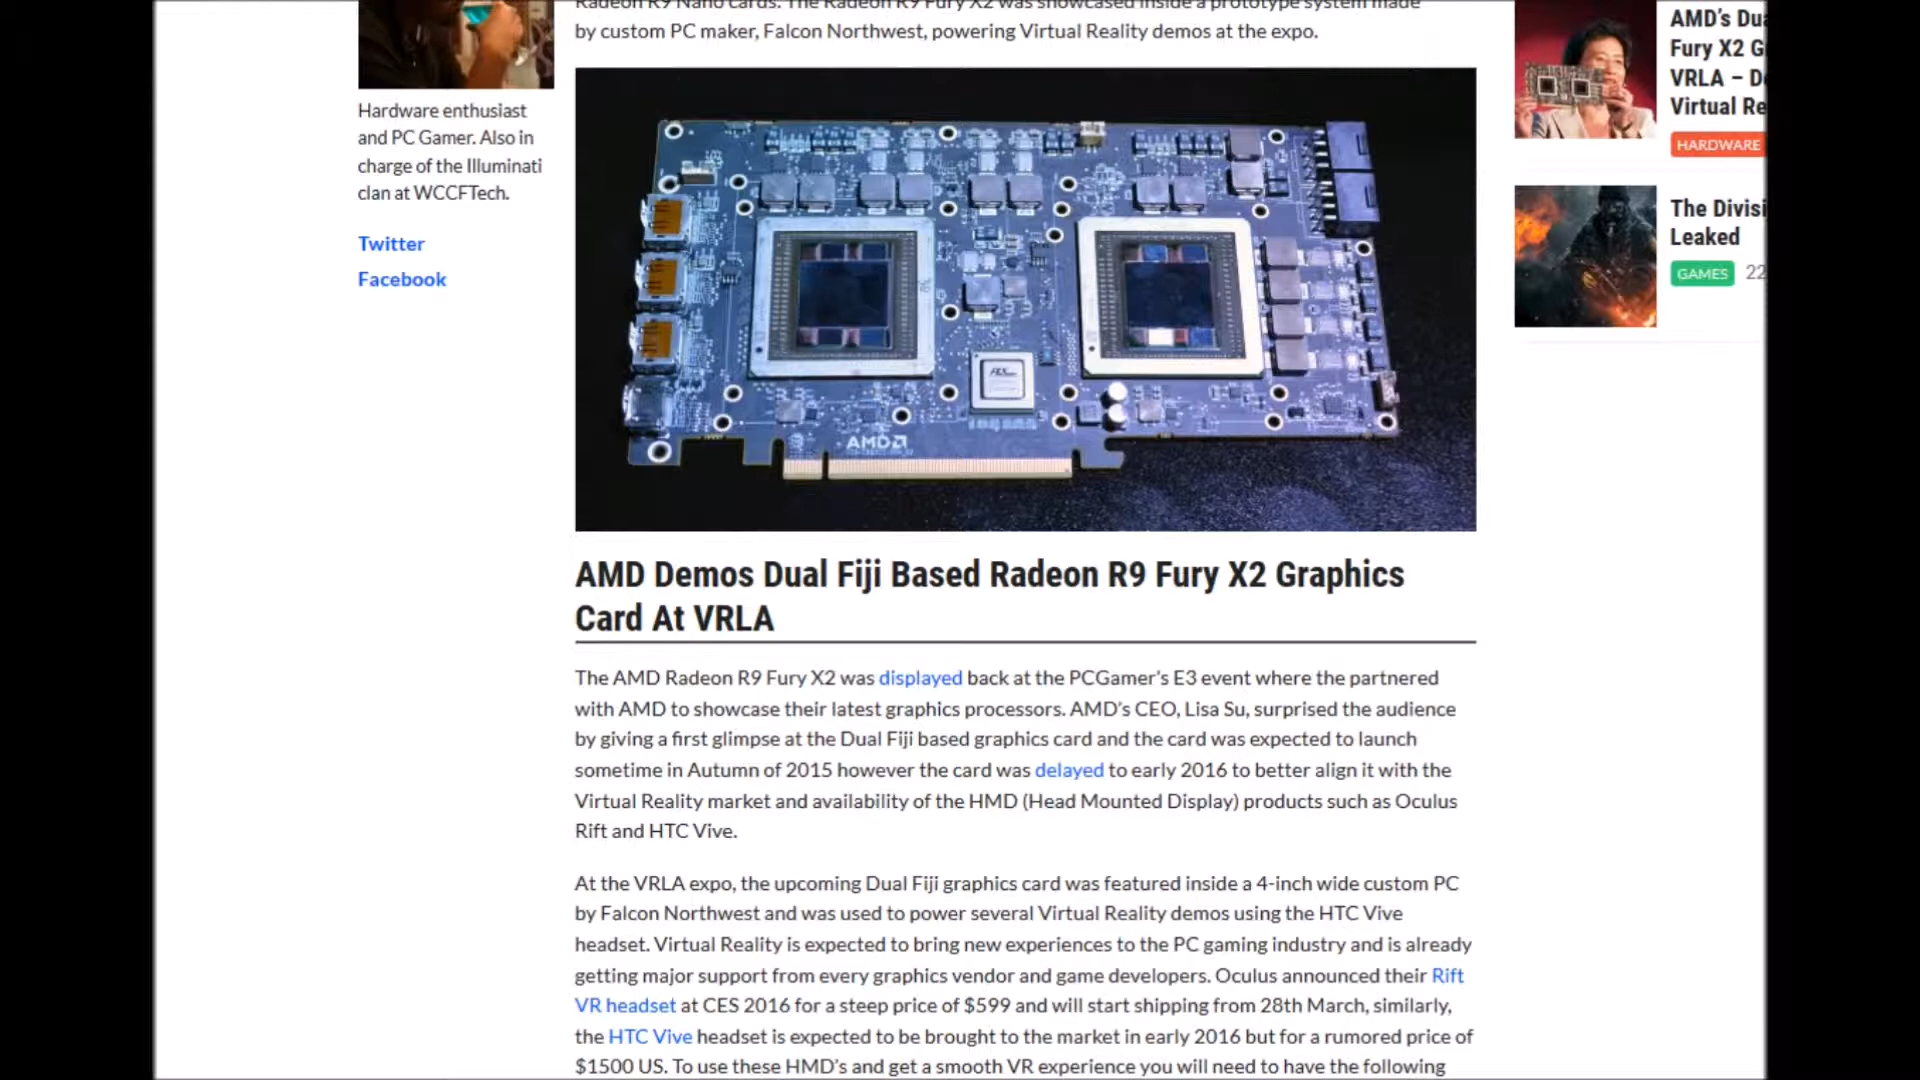 Radeon R9 Nano cards. The Radeon R9 Fury X2 was showcased inside a prototype system made
by custom PC maker, Falcon Northwest, powering Virtual Reality demos at the expo.
Hardware enthusiast
and PC Gamer. Also in
charge of the Illuminati
clan at WCCFTech.
Twitter
Facebook
AMD
AMD Demos Dual Fiji Based Radeon R9 Fury X2 Graphics
Card At VRLA
The AMD Radeon R9 Fury X2 was displayed back at the PCGamer's E3 event where the partnered
with AMD to showcase their latest graphics processors. AMD's CEO, Lisa Su, surprised the audience
by giving a first glimpse at the Dual Fiji based graphics card and the card was expected to launch
sometime in Autumn of 2015 however the card was delayed to early 2016 to better align it with the
Virtual Reality market and availability of the HMD (Head Mounted Display) products such as Oculus
Rift and HTC Vive.
At the VRLA expo, the upcoming Dual Fiji graphics card was featured inside a 4-inch wide custom PC
by Falcon Northwest and was used to power several Virtual Reality demos using the HTC Vive
headset. Virtual Reality is expected to bring new experiences to the PC gaming industry and is already
getting major support from every graphics vendor and game developers. Oculus announced their Rift
VR headset at CES 2016 for a steep price of $599 and will start shipping from 28th March, similarly,
the HTC Vive headset is expected to be brought to the market in early 2016 but for a rumored price of
$1500 US. To use these HMD's and get a smooth VR experience you will need to have the following
AMD's Dua
Fury X2 G
VRLA – De
Virtual Re
HARDWARE
The Divisi
Leaked
GAMES 22